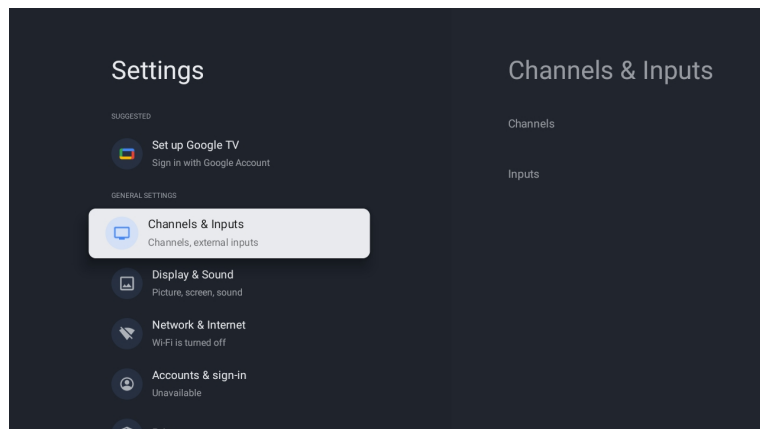 Settings
SUGGESTED
Set up Google TV
Sign in with Google Account
GENERAL SETTINGS
Channels & Inputs
Channels, external inputs
Display & Sound
Picture, screen, sound
Network & Internet
Wi-Fi is turned off
Accounts & sign-in
Unavailable
Channels & Inputs
Channels
Inputs